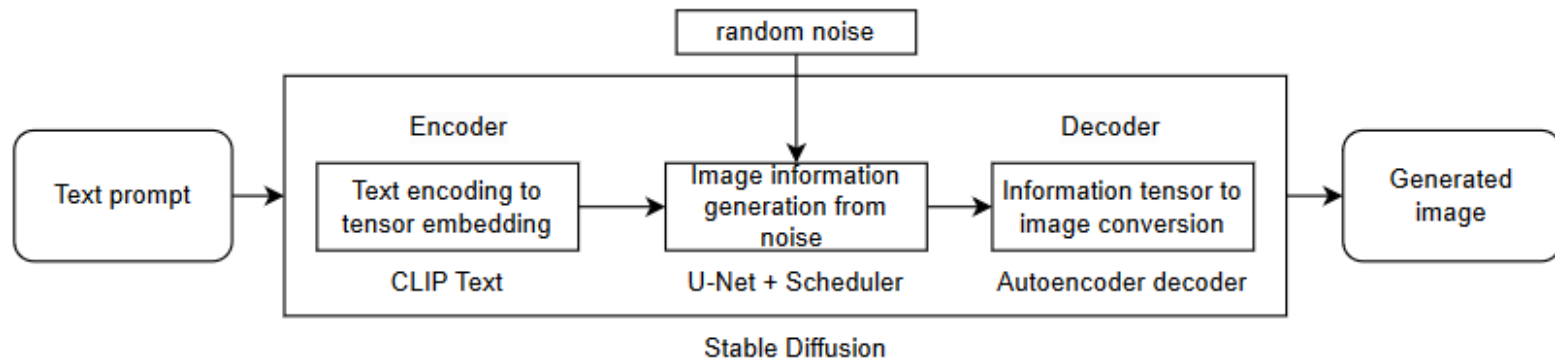 random noise
Encoder
Decoder
Text prompt
Text encoding to
tensor embedding
Image information
generation from
noise
Information tensor to
image conversion
Generated
image
CLIP Text
U-Net + Scheduler
Autoencoder decoder
Stable Diffusion